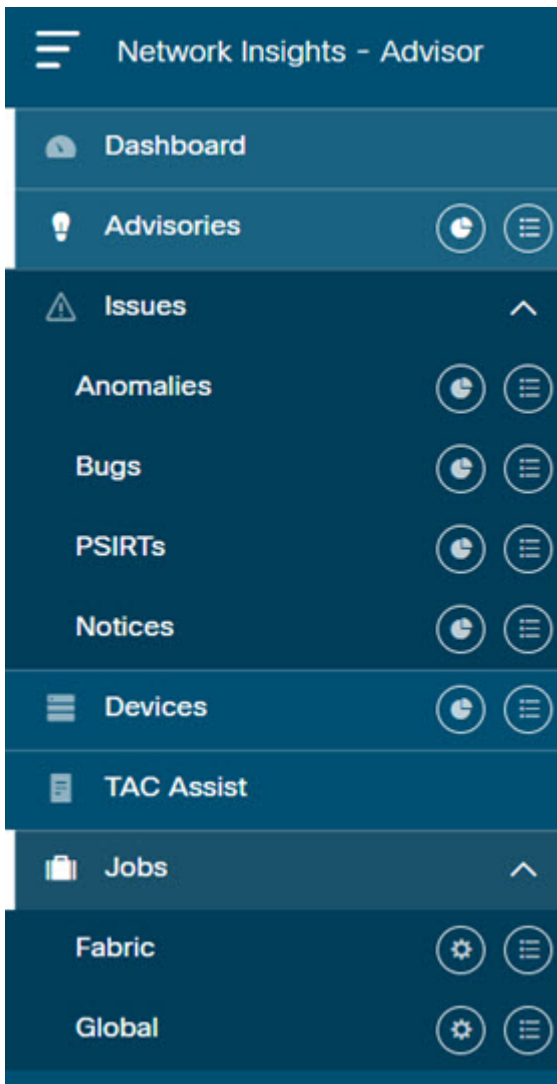 Network Insights - Advisor
Dashboard
Advisories
Issues
Anomalies
Bugs
PSIRTs
Notices
Devices
TAC Assist
Jobs
Fabric
Global